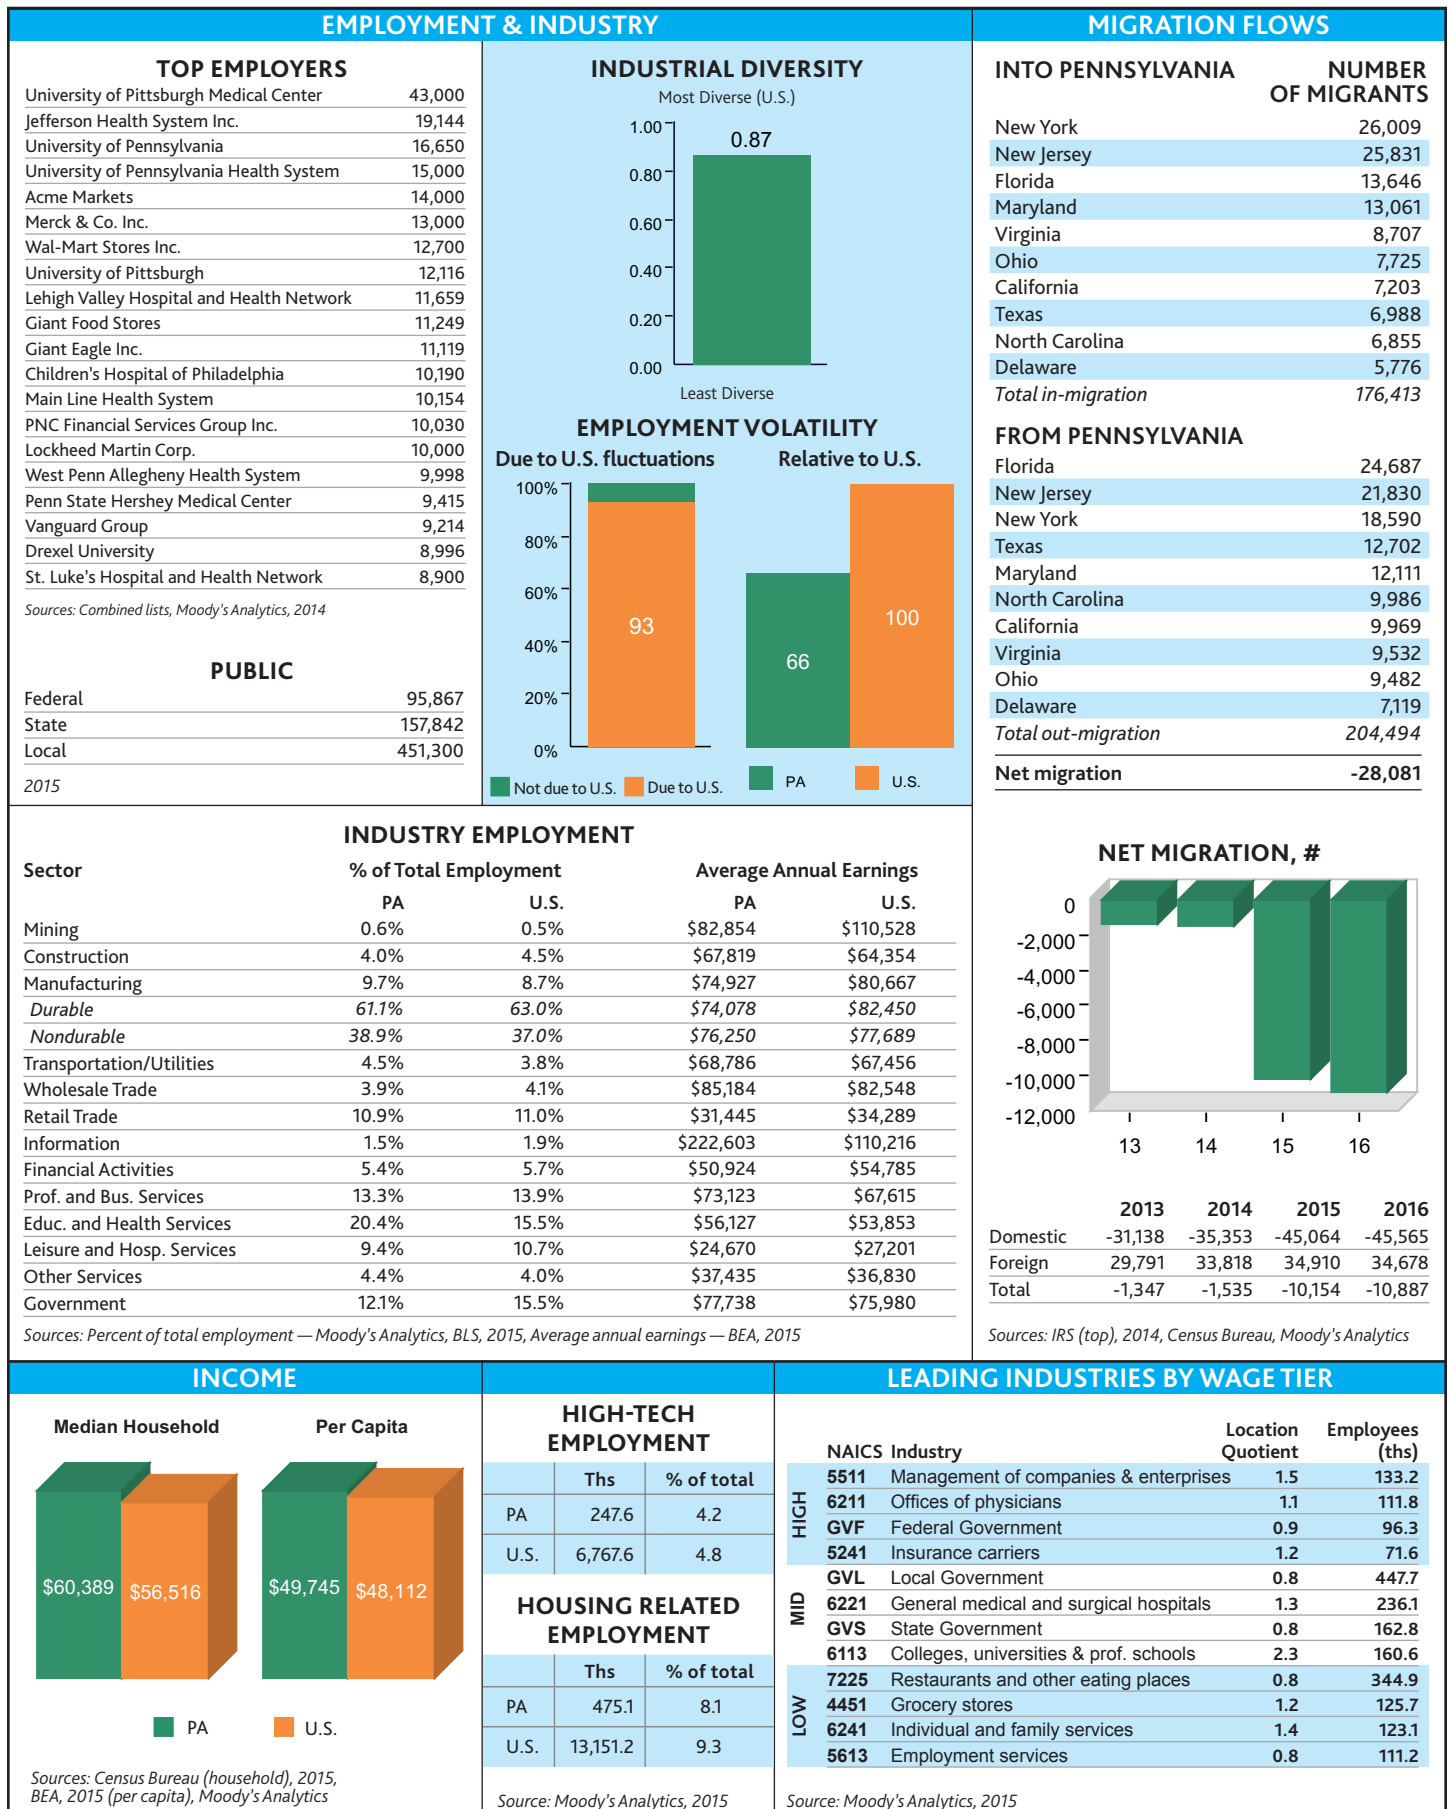 EMPLOYMENT & INDUSTRY
TOP EMPLOYERS
University of Pittsburgh Medical Center 43,000
Jefferson Health System Inc. 19,144
University of Pennsylvania 16,650
University of Pennsylvania Health System 15,000
Acme Markets 14,000
Merck & Co. Inc. 13,000
Wal-Mart Stores Inc. 12,700
University of Pittsburgh 12,116
Lehigh Valley Hospital and Health Network 11,659
Giant Food Stores 11,249
Giant Eagle Inc. 11,119
Children's Hospital of Philadelphia 10,190
Main Line Health System 10,154
PNC Financial Services Group Inc. 10,030
Lockheed Martin Corp. 10,000
West Penn Allegheny Health System 9,998
Penn State Hershey Medical Center 9,415
Vanguard Group 9,214
Drexel University 8,996
St. Luke's Hospital and Health Network 8,900
Sources: Combined lists, Moody's Analytics, 2014
PUBLIC
Federal 95,867
State 157,842
Local 451,300
2015
INDUSTRIAL DIVERSITY
Most Diverse (U.S.)
1.00
0.87
0.80
0.60
0.40
0.20
0.00
Least Diverse
EMPLOYMENT VOLATILITY
Due to U.S. fluctuations Relative to U.S.
100%
80%
60%
40%
20%
0%
93
66
100
Not due to U.S. Due to U.S. PA U.S.
INDUSTRY EMPLOYMENT
Sector % of Total Employment Average Annual Earnings
PA U.S. PA U.S.
Mining 0.6% 0.5% $82,854 $110,528
Construction 4.0% 4.5% $67,819 $64,354
Manufacturing 9.7% 8.7% $74,927 $80,667
Durable 61.1% 63.0% $74,078 $82,450
Nondurable 38.9% 37.0% $76,250 $77,689
Transportation/Utilities 4.5% 3.8% $68,786 $67,456
Wholesale Trade 3.9% 4.1% $85,184 $82,548
Retail Trade 10.9% 11.0% $31,445 $34,289
Information 1.5% 1.9% $222,603 $110,216
Financial Activities 5.4% 5.7% $50,924 $54,785
Prof. and Bus. Services 13.3% 13.9% $73,123 $67,615
Educ. and Health Services 20.4% 15.5% $56,127 $53,853
Leisure and Hosp. Services 9.4% 10.7% $24,670 $27,201
Other Services 4.4% 4.0% $37,435 $36,830
Government 12.1% 15.5% $77,738 $75,980
Sources: Percent of total employment — Moody's Analytics, BLS, 2015, Average annual earnings — BEA, 2015
MIGRATION FLOWS
INTO PENNSYLVANIA NUMBER
OF MIGRANTS
New York 26,009
New Jersey 25,831
Florida 13,646
Maryland 13,061
Virginia 8,707
Ohio 7,725
California 7,203
Texas 6,988
North Carolina 6,855
Delaware 5,776
Total in-migration 176,413
FROM PENNSYLVANIA
Florida 24,687
New Jersey 21,830
New York 18,590
Texas 12,702
Maryland 12,111
North Carolina 9,986
California 9,969
Virginia 9,532
Ohio 9,482
Delaware 7,119
Total out-migration 204,494
Net migration -28,081
NET MIGRATION, #
0
-2,000
-4,000
-6,000
-8,000
-10,000
-12,000
13 14 15 16
2013 2014 2015 2016
Domestic -31,138 -35,353 -45,064 -45,565
Foreign 29,791 33,818 34,910 34,678
Total -1,347 -1,535 -10,154 -10,887
Sources: IRS (top), 2014, Census Bureau, Moody's Analytics
INCOME
Median Household Per Capita
$60,389 $56,516 $49,745 $48,112
PA U.S.
Sources: Census Bureau (household), 2015,
BEA, 2015 (per capita), Moody's Analytics
HIGH-TECH
EMPLOYMENT
Ths % of total
PA 247.6 4.2
U.S. 6,767.6 4.8
HOUSING RELATED
EMPLOYMENT
Ths % of total
PA 475.1 8.1
U.S. 13,151.2 9.3
Source: Moody's Analytics, 2015
LEADING INDUSTRIES BY WAGE TIER
Location Employees
NAICS Industry Quotient (ths)
HIGH
5511 Management of companies & enterprises 1.5 133.2
6211 Offices of physicians 1.1 111.8
GVF Federal Government 0.9 96.3
5241 Insurance carriers 1.2 71.6
MID
GVL Local Government 0.8 447.7
6221 General medical and surgical hospitals 1.3 236.1
GVS State Government 0.8 162.8
6113 Colleges, universities & prof. schools 2.3 160.6
LOW
7225 Restaurants and other eating places 0.8 344.9
4451 Grocery stores 1.2 125.7
6241 Individual and family services 1.4 123.1
5613 Employment services 0.8 111.2
Source: Moody's Analytics, 2015